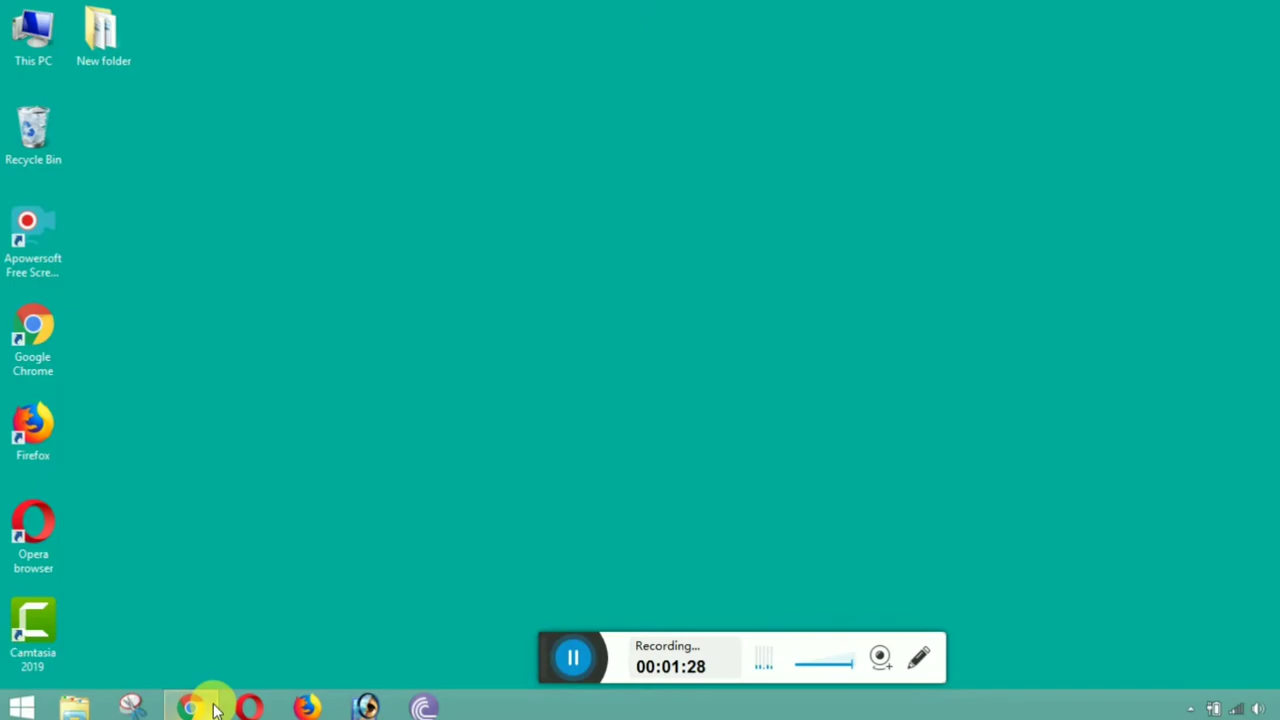 This PC
New folder
Recycle Bin
Apowersoft
Free Scre...
Google
Chrome
Firefox
Opera
browser
Camtasia
2019
Recording...
00:01:28